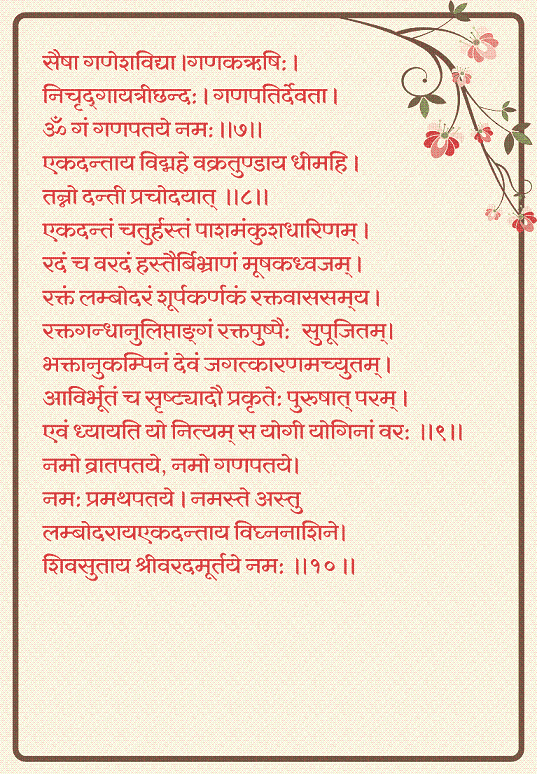 सैषा गणेशविद्या ।गणकऋषिः ।
निचृद्गायत्रीछन्दः । गणपतिर्देवता ।
ॐ गं गणपतये नमः ॥७॥
एकदन्ताय विद्महे वक्रतुण्डाय धीमहि ।
तन्नो दन्ती प्रचोदयात् ॥८॥
एकदन्तं चतुर्हस्तं पाशमंकुशधारिणम् ।
रदं च वरदं हस्तैर्बिभ्राणं मूषकध्वजम् ।
रक्तं लम्बोदरं शूर्पकर्णकं रक्तवाससम्‌य ।
रक्तगन्धानुलिप्ताङ्गं रक्तपुष्पैः सुपूजितम्।
भक्तानुकम्पिनं देवं जगत्कारणमच्युतम् ।
आविर्भूतं च सृष्ट्यादौ प्रकृतेः पुरुषात् परम् ।
एवं ध्यायति यो नित्यम् स योगी योगिनां वरः ॥९॥
नमो व्रातपतये, नमो गणपतये।
नमः प्रमथपतये । नमस्ते अस्तु
लम्बोदरायएकदन्ताय विघ्ननाशिने।
शिवसुताय श्रीवरदमूर्तये नमः ॥१०॥